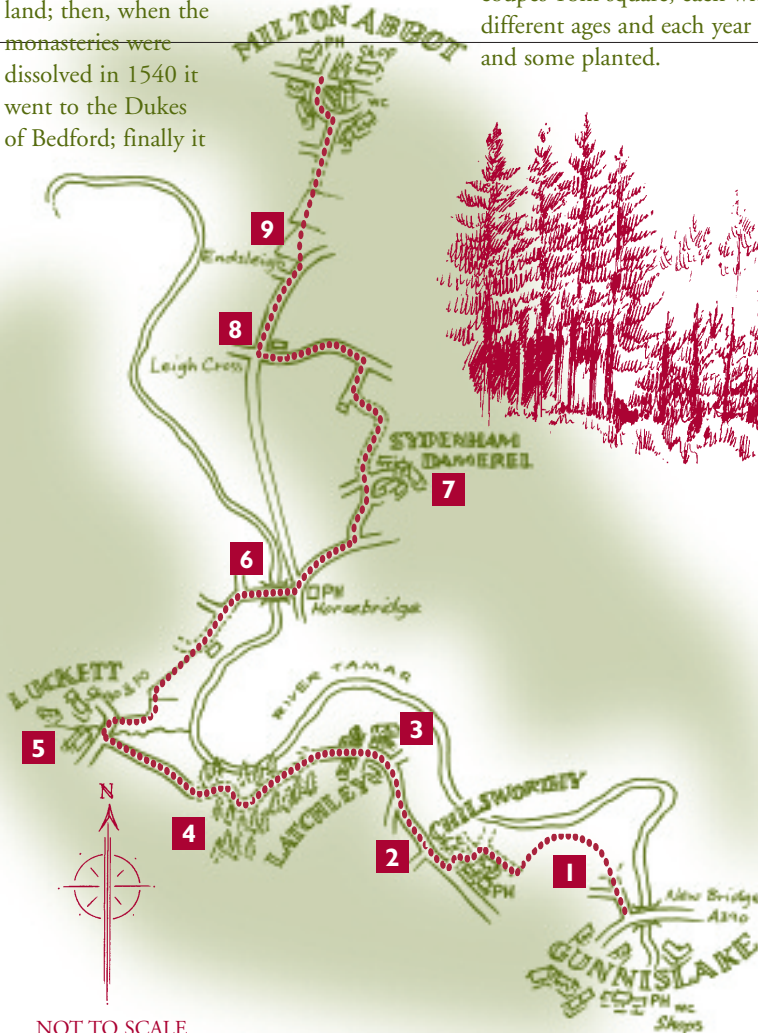 land; then, when the
monasteries were
dissolved in 1540 it
went to the Dukes
of Bedford; finally it
different ages and each year
and some planted.
MILTON ABBOT
PH
WC
9
Endsleigh
8
Leigh Cross
SYDENHAM
DAMEREL
7
6
PH
Horsebridge
LUCKETT
Shop & PO
5
RIVER TAMAR
3
LATCHLEY
4
CHILSWORTHY
2
PH
1
New Bridge
A390
GUNNISLAKE
PH WC
Shops
N
NOT TO SCALE